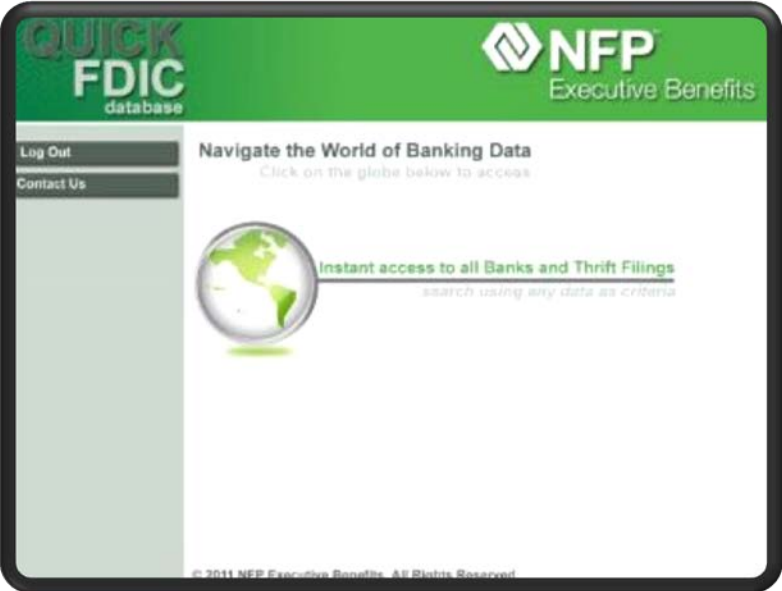 QUICK
FDIC
database
NFP
Executive Benefits
Log Out
Contact Us
Navigate the World of Banking Data
Click on the globe below to access
Instant access to all Banks and Thrift Filings
search using any data as criteria
© 2011 NFP Executive Benefits. All Rights Reserved